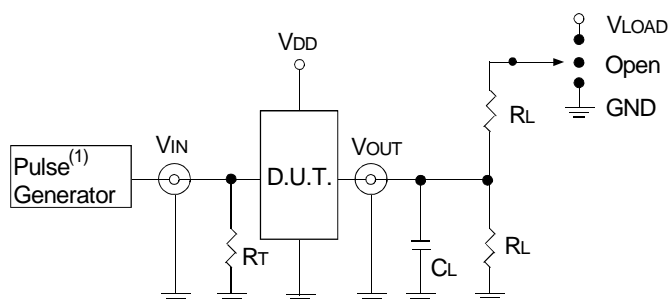 VLOAD
Open
GND
VDD
RL
VIN
VOUT
Pulse(1)
Generator
D.U.T.
RT
CL
RL